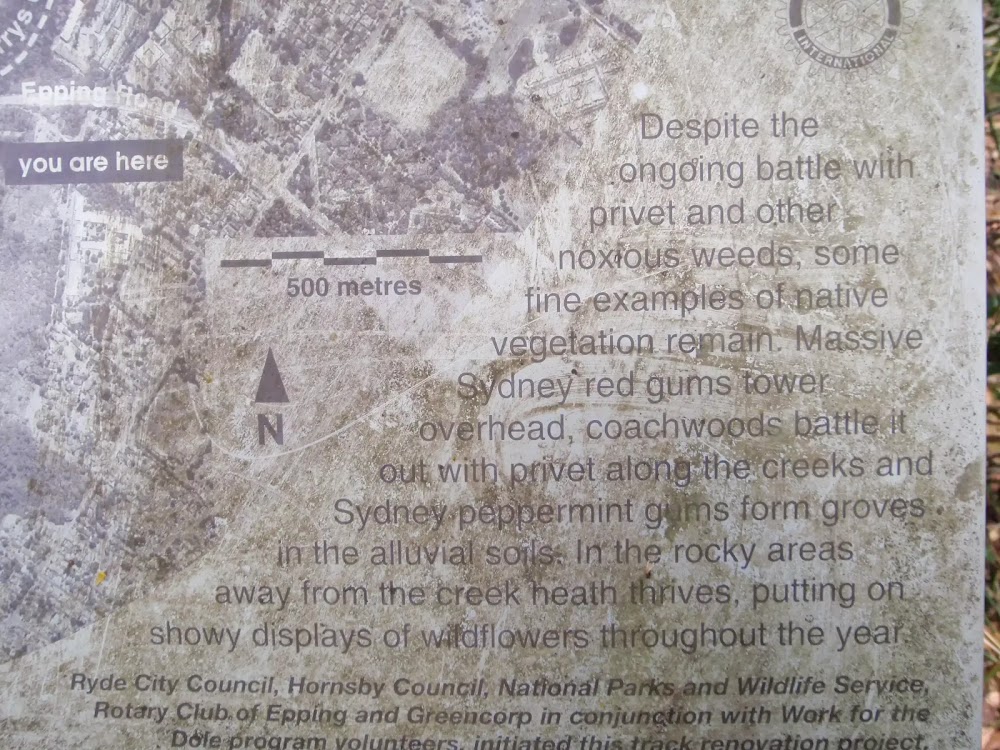 rrys
INTERNATIONAL
Epping Road
you are here
500 metres
N
Despite the
ongoing battle with
privet and other
noxious weeds, some
fine examples of native
vegetation remain. Massive
Sydney red gums tower
overhead, coachwoods battle it
out with privet along the creeks and
Sydney peppermint gums form groves
in the alluvial soils. In the rocky areas
away from the creek heath thrives, putting on
showy displays of wildflowers throughout the year.
Ryde City Council, Hornsby Council, National Parks and Wildlife Service,
Rotary Club of Epping and Greencorp in conjunction with Work for the
Dole program volunteers, initiated this track renovation project